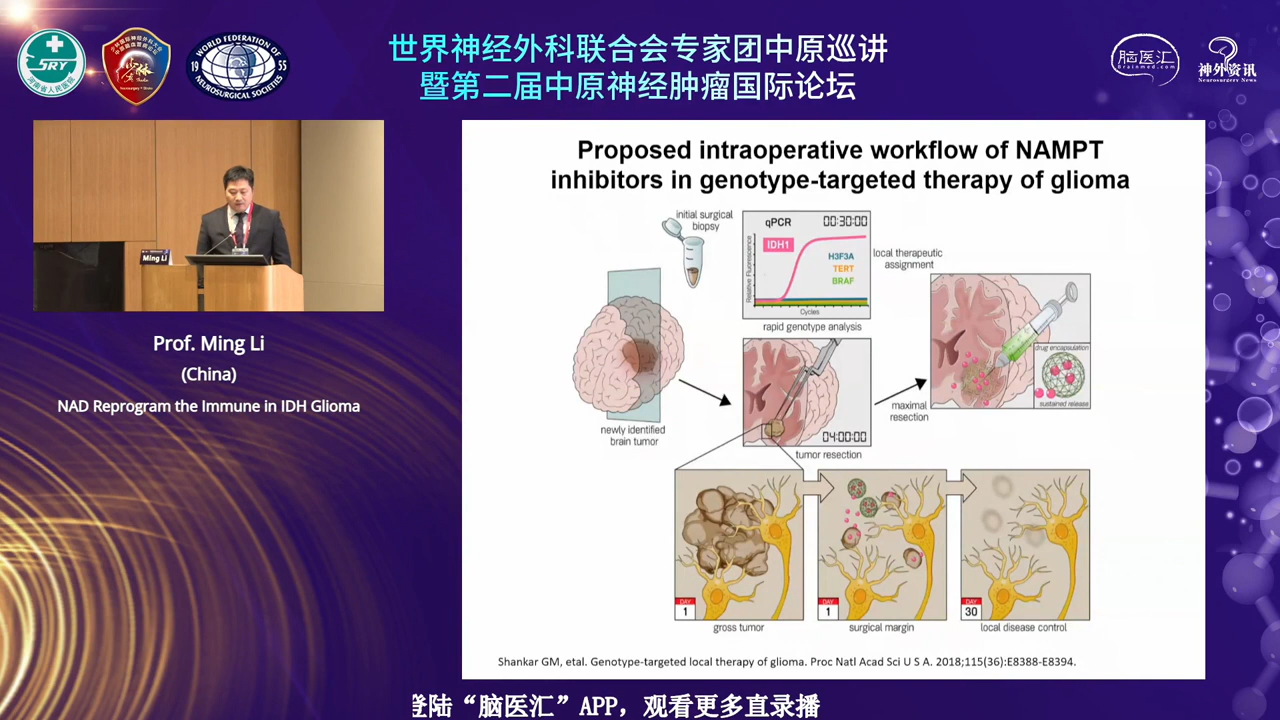 SRY
河南省人民医院
WORLD FEDERATION OF
19 55
NEUROSURGICAL SOCIETIES
世界神经外科联合会专家团中原巡讲
暨第二届中原神经肿瘤国际论坛
脑医汇
Brainmed.com
神外资讯
Neurosurgery News
Ming Li
Prof. Ming Li
(China)
NAD Reprogram the Immune in IDH Glioma
Proposed intraoperative workflow of NAMPT
inhibitors in genotype-targeted therapy of glioma
initial surgical
biopsy
qPCR
00:30:00
IDH1
H3F3A
TERT
BRAF
Relative Fluorescence
Cycles
rapid genotype analysis
local therapeutic
assignment
newly identified
brain tumor
04:00:00
tumor resection
maximal
resection
drug encapsulation
sustained release
DAY
1
gross tumor
DAY
1
surgical margin
DAY
30
local disease control
Shankar GM, etal. Genotype-targeted local therapy of glioma. Proc Natl Acad Sci U S A. 2018;115(36):E8388-E8394.
登陆“脑医汇”APP，观看更多直录播